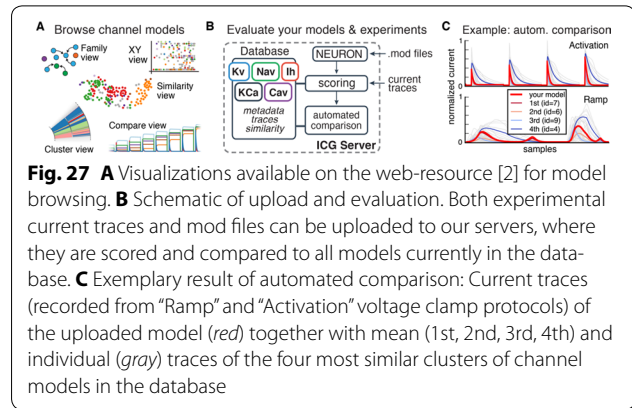 A Browse channel models
Family
view
XY
view
Similarity
view
Compare view
Cluster view
B Evaluate your models & experiments
Database
Kv Nav Ih
KCa Cav
metadata
traces
similarity
NEURON
.mod files
scoring
current
traces
automated
comparison
ICG Server
C Example: autom. comparison
Activation
1
0
normalized current
your model
1st (id=7)
2nd (id=6)
3rd (id=9)
4th (id=4)
Ramp
1
0
samples
Fig. 27 A Visualizations available on the web-resource [2] for model
browsing. B Schematic of upload and evaluation. Both experimental
current traces and mod files can be uploaded to our servers, where
they are scored and compared to all models currently in the data-
base. C Exemplary result of automated comparison: Current traces
(recorded from “Ramp” and “Activation” voltage clamp protocols) of
the uploaded model (red) together with mean (1st, 2nd, 3rd, 4th) and
individual (gray) traces of the four most similar clusters of channel
models in the database